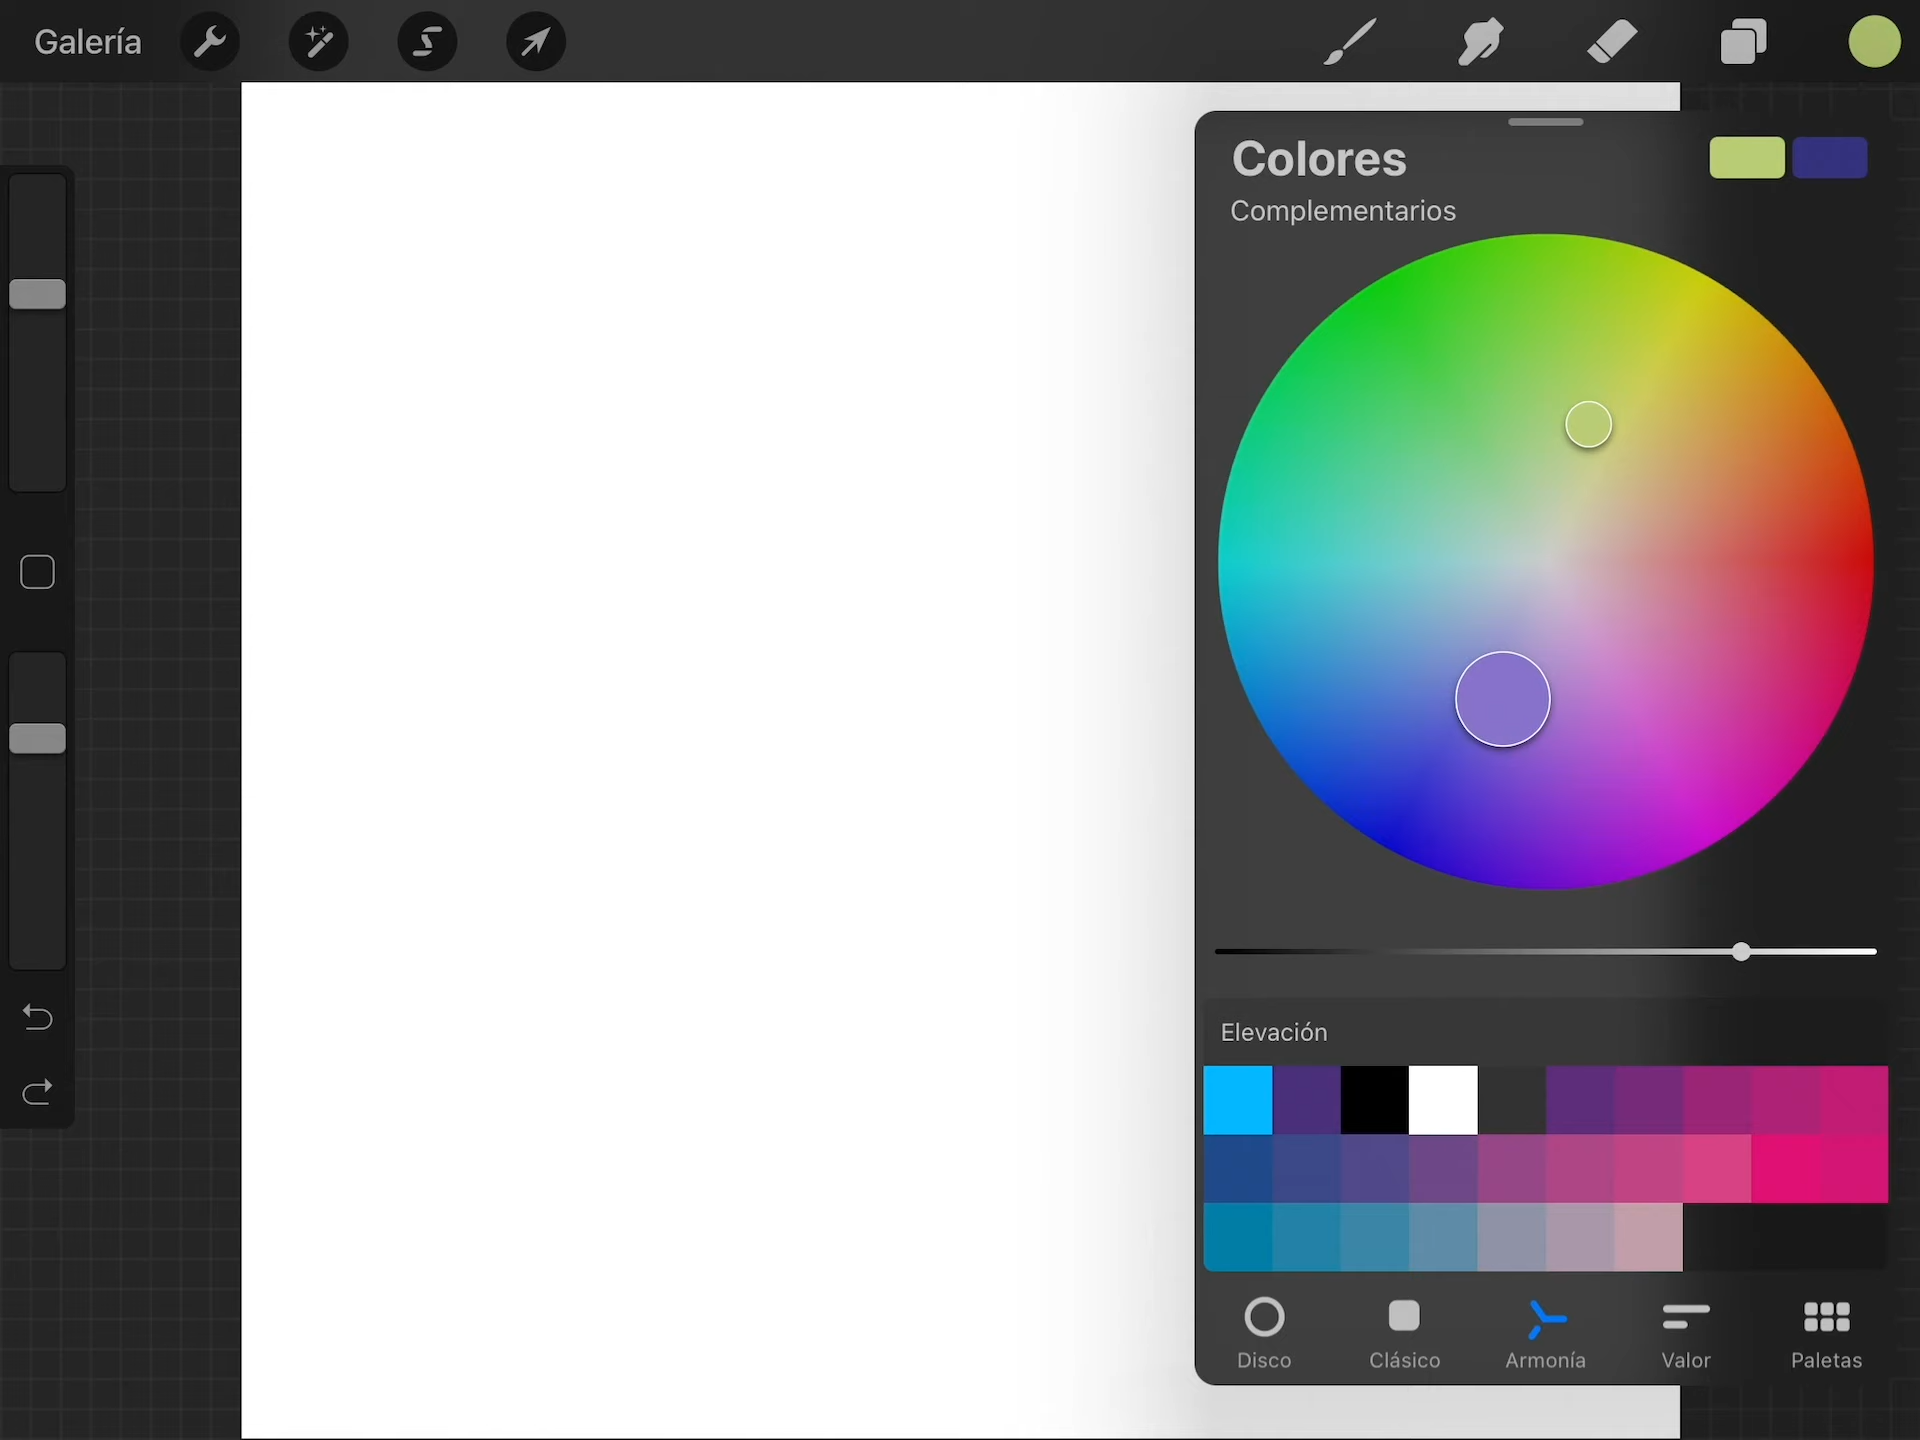 Galería
Colores
Complementarios
Elevación
Disco
Clásico
Armonía
Valor
Paletas